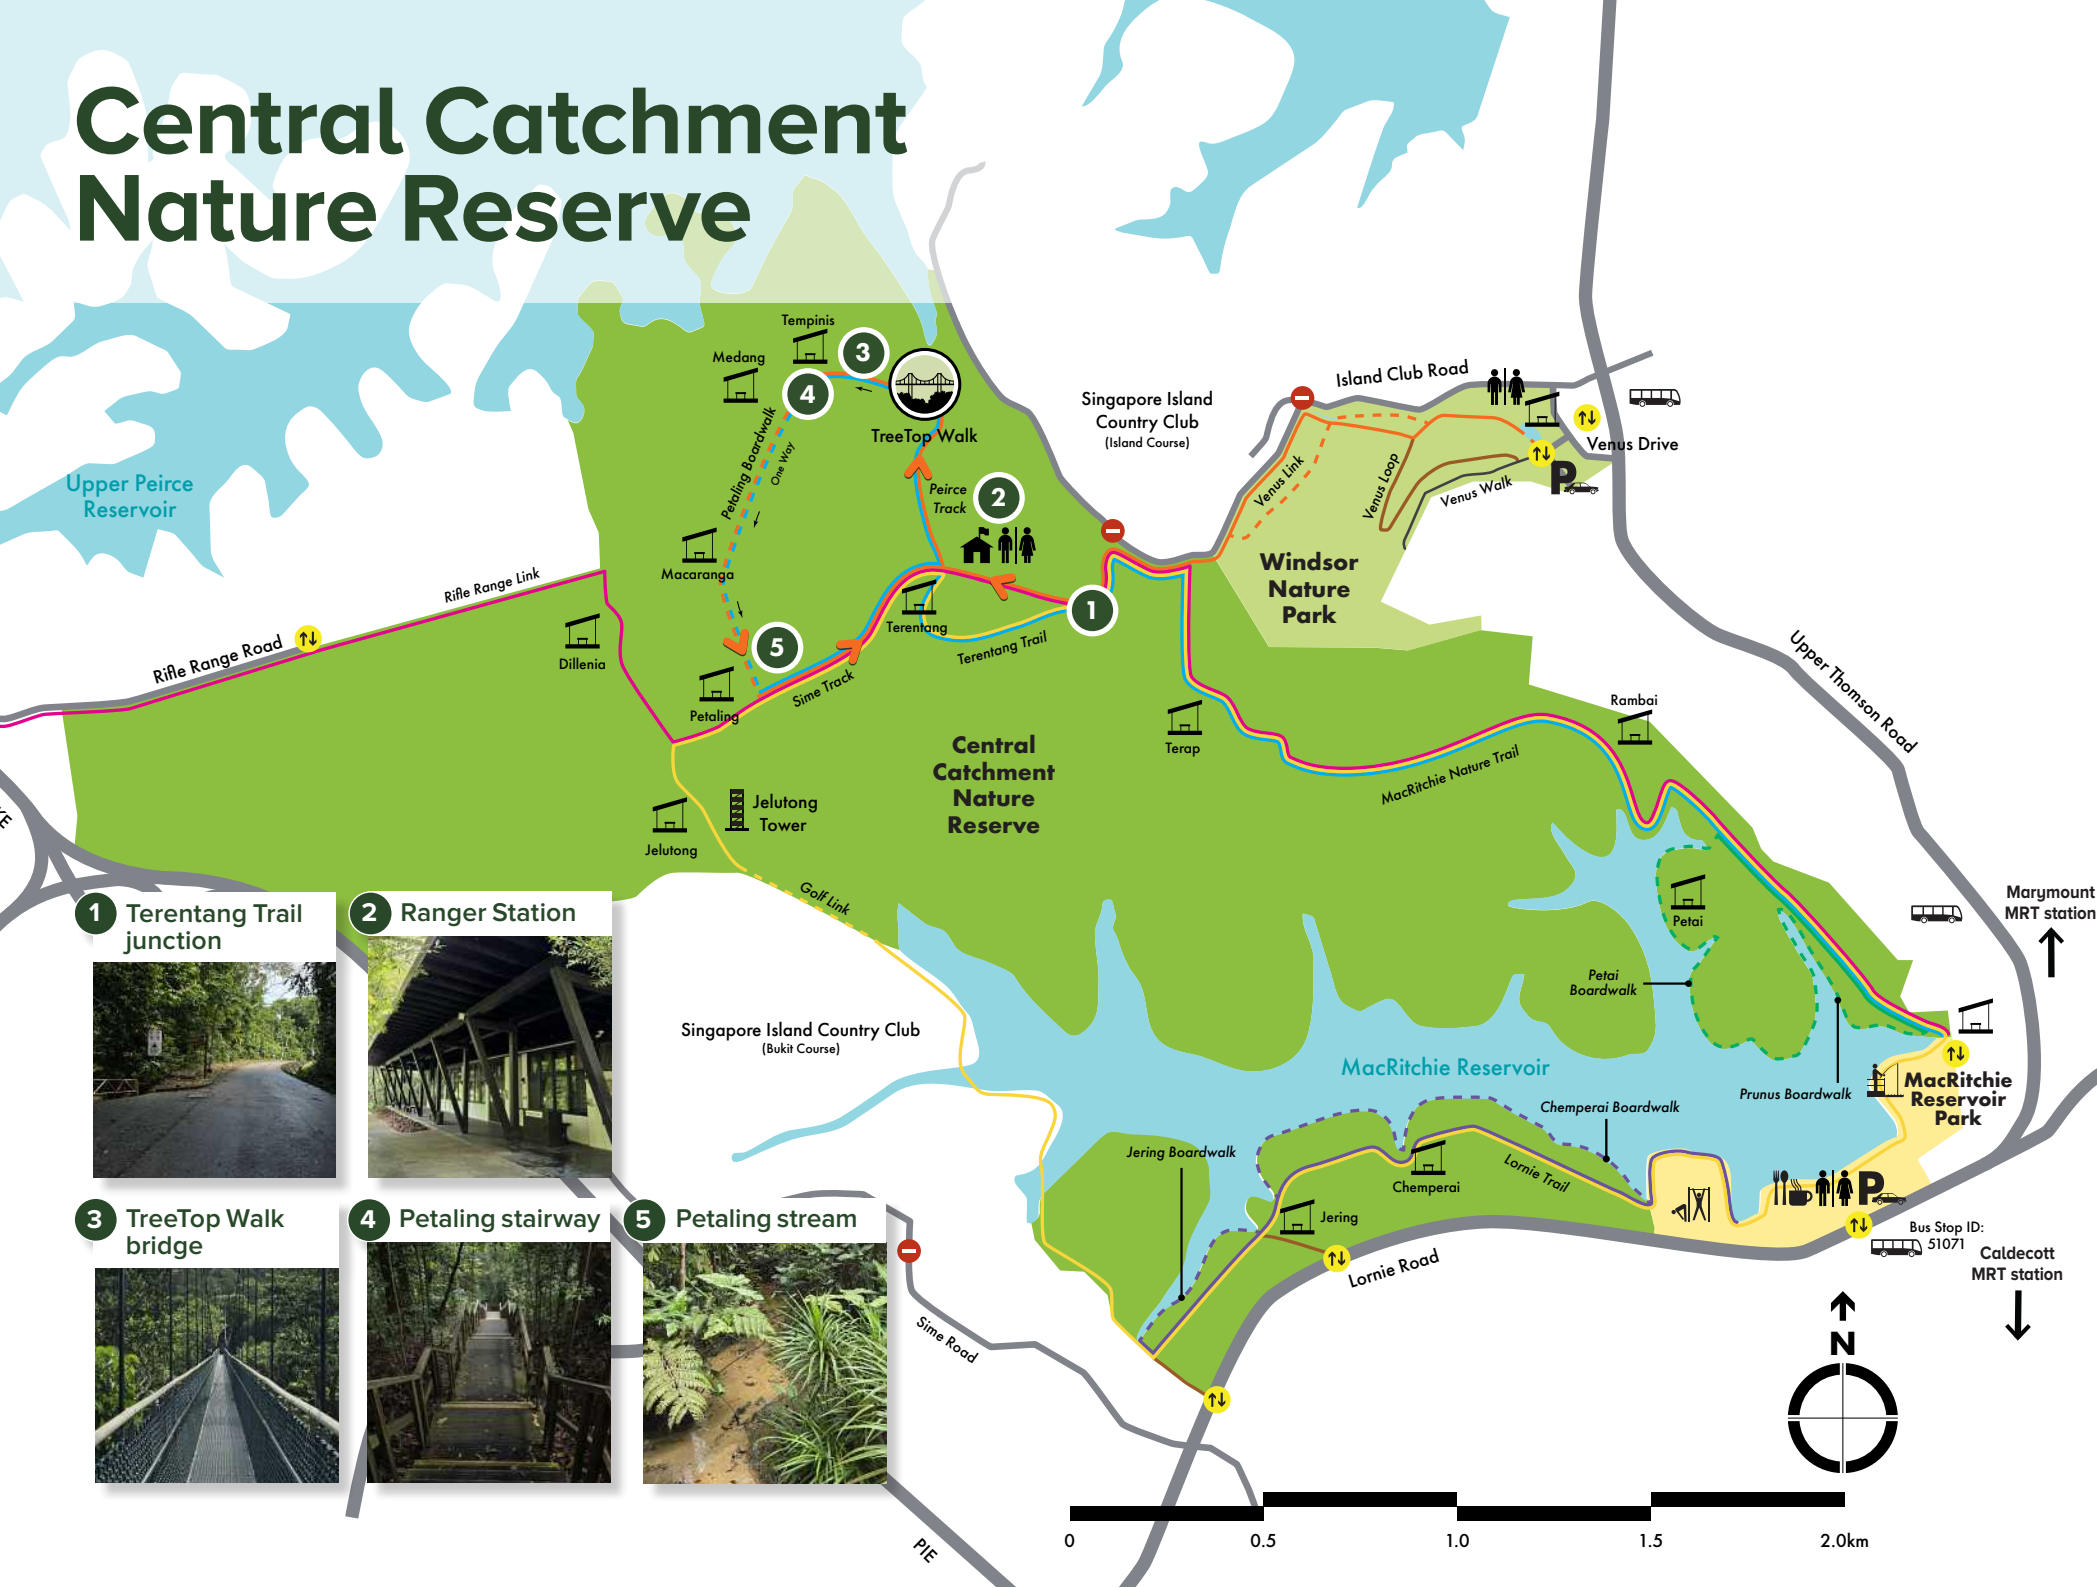 Central Catchment
Nature Reserve
Tempinis
Medang
3
4
TreeTop Walk
Petaling Boardwalk
One Way
Peirce
Track
2
Macaranga
Terentang
1
5
Petaling
Sime Track
Terentang Trail
Dillenia
Rifle Range Link
Rifle Range Road
Upper Peirce
Reservoir
Singapore Island
Country Club
(Island Course)
Island Club Road
Venus Drive
P
Venus Link
Venus Loop
Venus Walk
Windsor
Nature
Park
Upper Thomson Road
Rambai
Terap
MacRitchie Nature Trail
Central
Catchment
Nature
Reserve
Jelutong
Tower
Jelutong
Golf Link
Petai
Petai
Boardwalk
Marymount
MRT station
Singapore Island Country Club
(Bukit Course)
MacRitchie Reservoir
Prunus Boardwalk
MacRitchie
Reservoir
Park
Chemperai Boardwalk
Jering Boardwalk
Lornie Trail
Chemperai
Jering
P
Lornie Road
Bus Stop ID:
51071
Caldecott
MRT station
Sime Road
PIE
N
0
0.5
1.0
1.5
2.0km
1
Terentang Trail
junction
2
Ranger Station
3
TreeTop Walk
bridge
4
Petaling stairway
5
Petaling stream